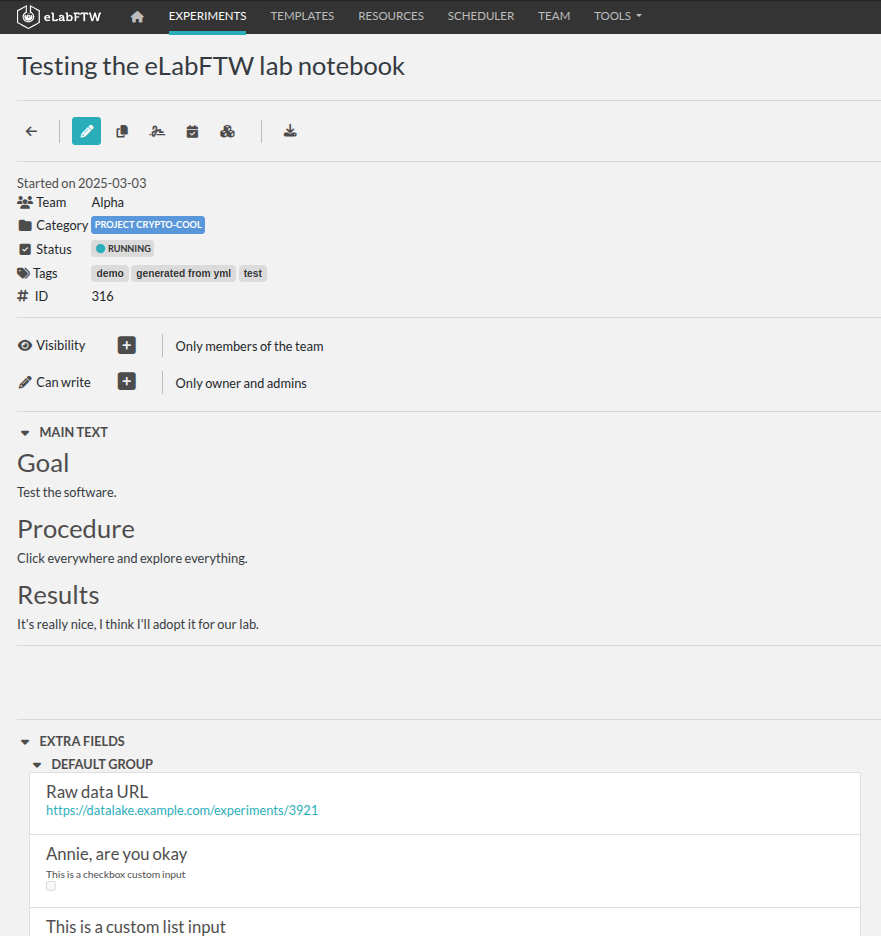 eLabFTW EXPERIMENTS TEMPLATES RESOURCES SCHEDULER TEAM TOOLS
Testing the eLabFTW lab notebook
Started on 2025-03-03
Team Alpha
Category PROJECT CRYPTO-COOL
Status RUNNING
Tags demo generated from yml test
# ID 316
Visibility Only members of the team
Can write Only owner and admins
MAIN TEXT
Goal
Test the software.
Procedure
Click everywhere and explore everything.
Results
It's really nice, I think I'll adopt it for our lab.
EXTRA FIELDS
DEFAULT GROUP
Raw data URL
https://datalake.example.com/experiments/3921
Annie, are you okay
This is a checkbox custom input
This is a custom list input